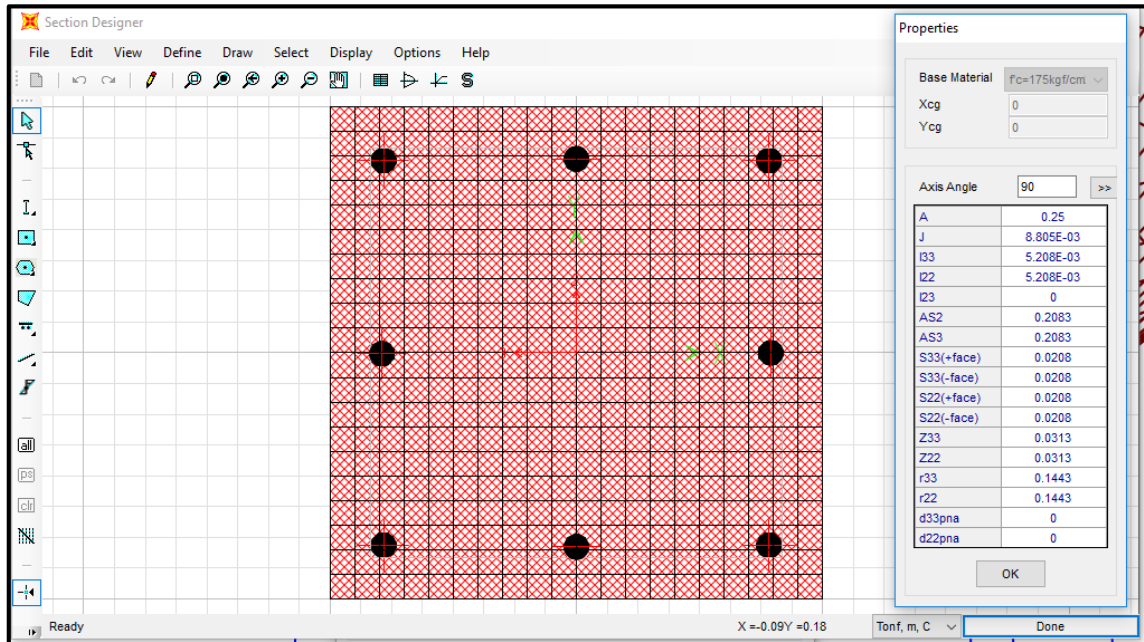 Section Designer
File Edit View Define Draw Select Display Options Help
Properties
Base Material f'c=175kgf/cm
Xcg 0
Ycg 0
Axis Angle 90 >>
A 0.25
J 8.805E-03
I33 5.208E-03
I22 5.208E-03
I23 0
AS2 0.2083
AS3 0.2083
S33(+face) 0.0208
S33(-face) 0.0208
S22(+face) 0.0208
S22(-face) 0.0208
Z33 0.0313
Z22 0.0313
r33 0.1443
r22 0.1443
d33pna 0
d22pna 0
OK
all
ps
clr
Ready X =-0.09Y =0.18 Tonf, m, C Done